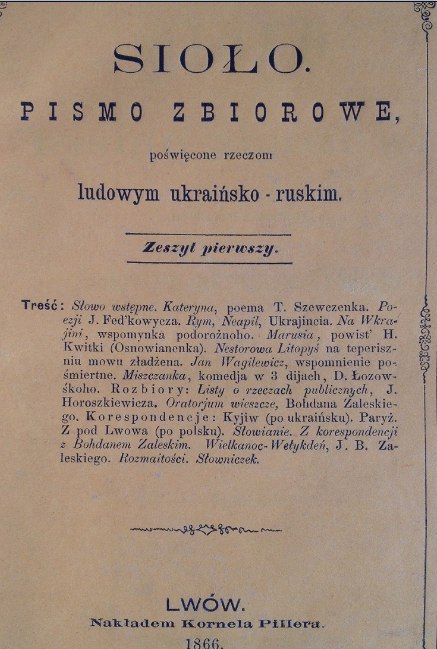 SIOŁO.
PISMO ZBIOROWE,
poświęcone rzeczom
ludowym ukraińsko-ruskim.
Zeszyt pierwszy.
Treść: Słowo wstępne. Kateryna, poema T. Szewczenka. Po-
ezji J. Fed'kowycza. Rym, Neapil, Ukrajincia. Na Wkra-
jini, wspomynka podorożnoho. Marusia, powist' H.
Kwitki (Osnowianenka). Nestorowa Litopyś na teperisz-
niu mowu zładżena. Jan Wagilewicz, wspomnienie po-
śmiertne. Miszczanka, komedja w 3 dijach, D. Łozow-
śkoho. Rozbiory: Listy o rzeczach publicznych, J.
Horoszkiewicza. Oratorjum wieszcze, Bohdana Zaleskie-
go. Korespondencje: Kyjiw (po ukraińsku). Paryż.
Z pod Lwowa (po polsku). Słowianie. Z korespondencji
z Bohdanem Zaleskim. Wielkanoc-Wełykdeń, J. B. Za-
leskiego. Rozmaitości. Słowniczek.
LWÓW.
Nakładem Kornela Pillera.
1866.